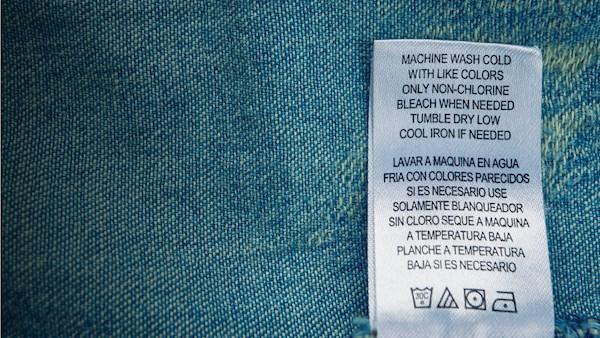 MACHINE WASH COLD
WITH LIKE COLORS
ONLY NON-CHLORINE
BLEACH WHEN NEEDED
TUMBLE DRY LOW
COOL IRON IF NEEDED
LAVAR A MAQUINA EN AGUA
FRIA CON COLORES PARECIDOS
SI ES NECESARIO USE
SOLAMENTE BLANQUEADOR
SIN CLORO SEQUE A MAQUINA
A TEMPERATURA BAJA
PLANCHE A TEMPERATURA
BAJA SI ES NECESARIO
30C